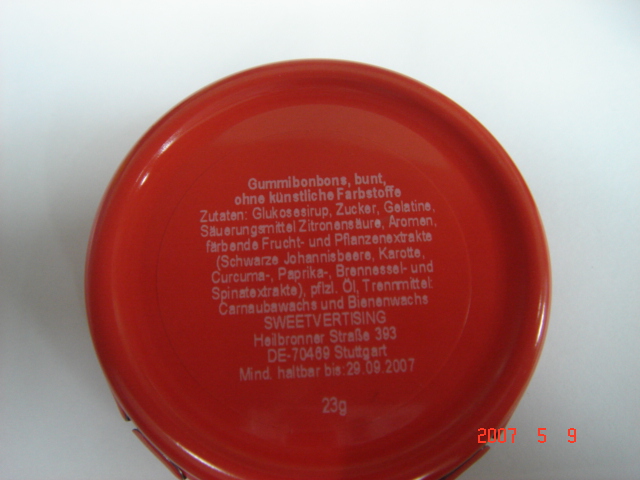 Gummibonbons, bunt,
ohne künstliche Farbstoffe
Zutaten: Glukosesirup, Zucker, Gelatine,
Säuerungsmittel Zitronensäure, Aromen,
färbende Frucht- und Pflanzenextrakte
(Schwarze Johannisbeere, Karotte,
Curcuma-, Paprika-, Brennessel- und
Spinatextrakte), pflzl. Öl, Trennmittel:
Carnaubawachs und Bienenwachs
SWEETVERTISING
Heilbronner Straße 393
DE-70469 Stuttgart
Mind. haltbar bis:29.09.2007
23g
2007 5 9